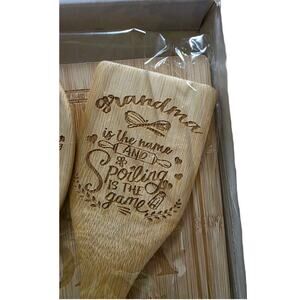 grandma
is the name
AND
Spoiling
IS THE
game